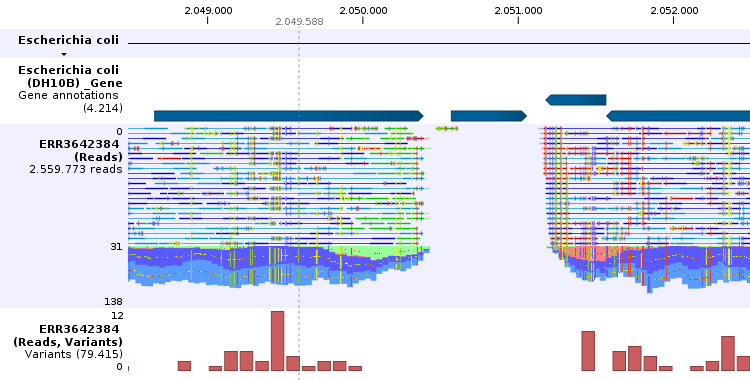 2.049.000 2.050.000 2.051.000 2.052.000
2.049.588
Escherichia coli
Escherichia coli
(DH10B) _Gene
Gene annotations
(4.214)
0
ERR3642384
(Reads)
2.559.773 reads
31
138
12
ERR3642384
(Reads, Variants)
Variants (79.415)
0